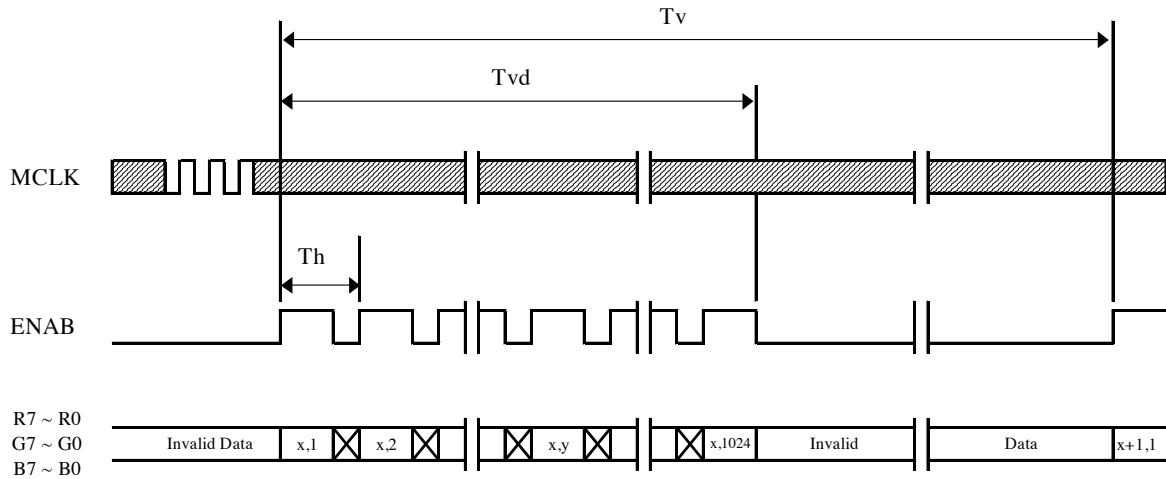 Tv
Tvd
MCLK
Th
ENAB
R7 ~ R0
G7 ~ G0
B7 ~ B0
Invalid Data x,1 x,2 x,y x,1024 Invalid Data x+1,1